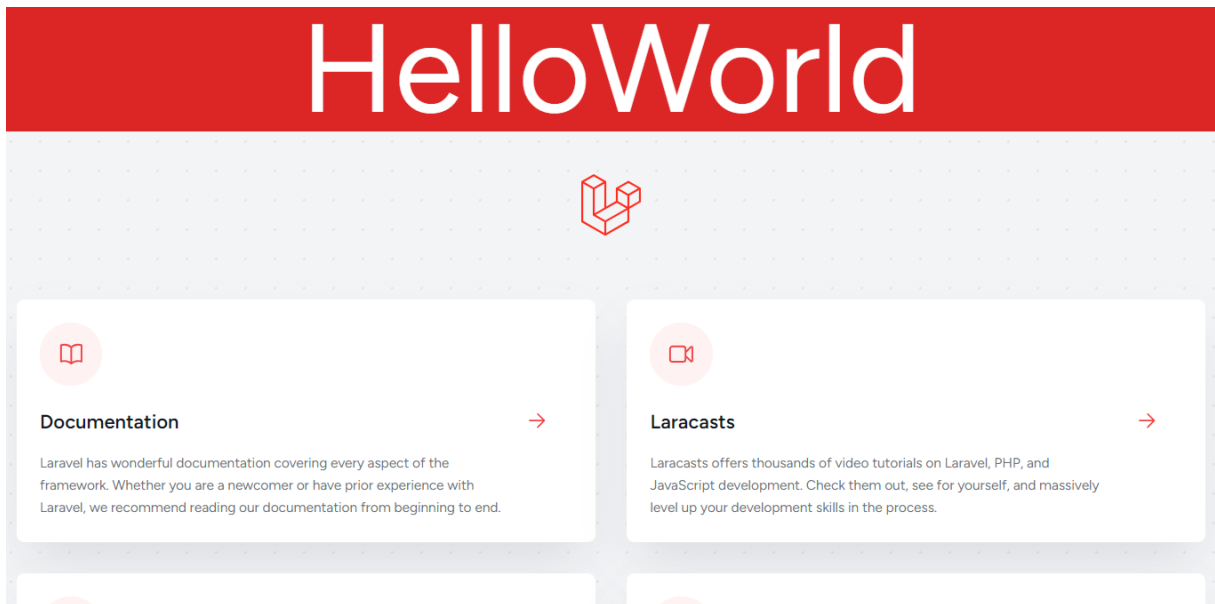 HelloWorld
Documentation
Laravel has wonderful documentation covering every aspect of the
framework. Whether you are a newcomer or have prior experience with
Laravel, we recommend reading our documentation from beginning to end.
Laracasts
Laracasts offers thousands of video tutorials on Laravel, PHP, and
JavaScript development. Check them out, see for yourself, and massively
level up your development skills in the process.